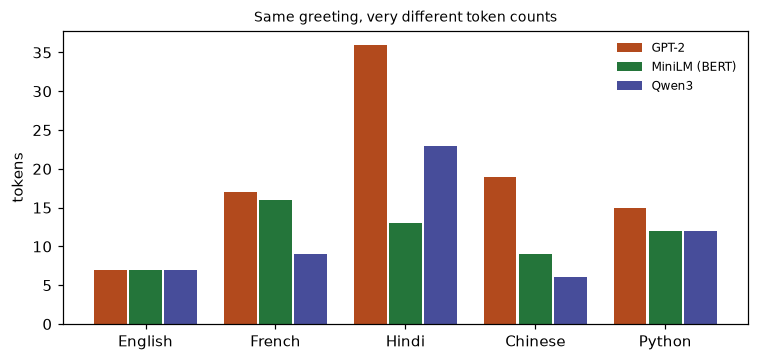 Same greeting, very different token counts
GPT-2
MiniLM (BERT)
Qwen3
tokens
35
30
25
20
15
10
5
0
English French Hindi Chinese Python